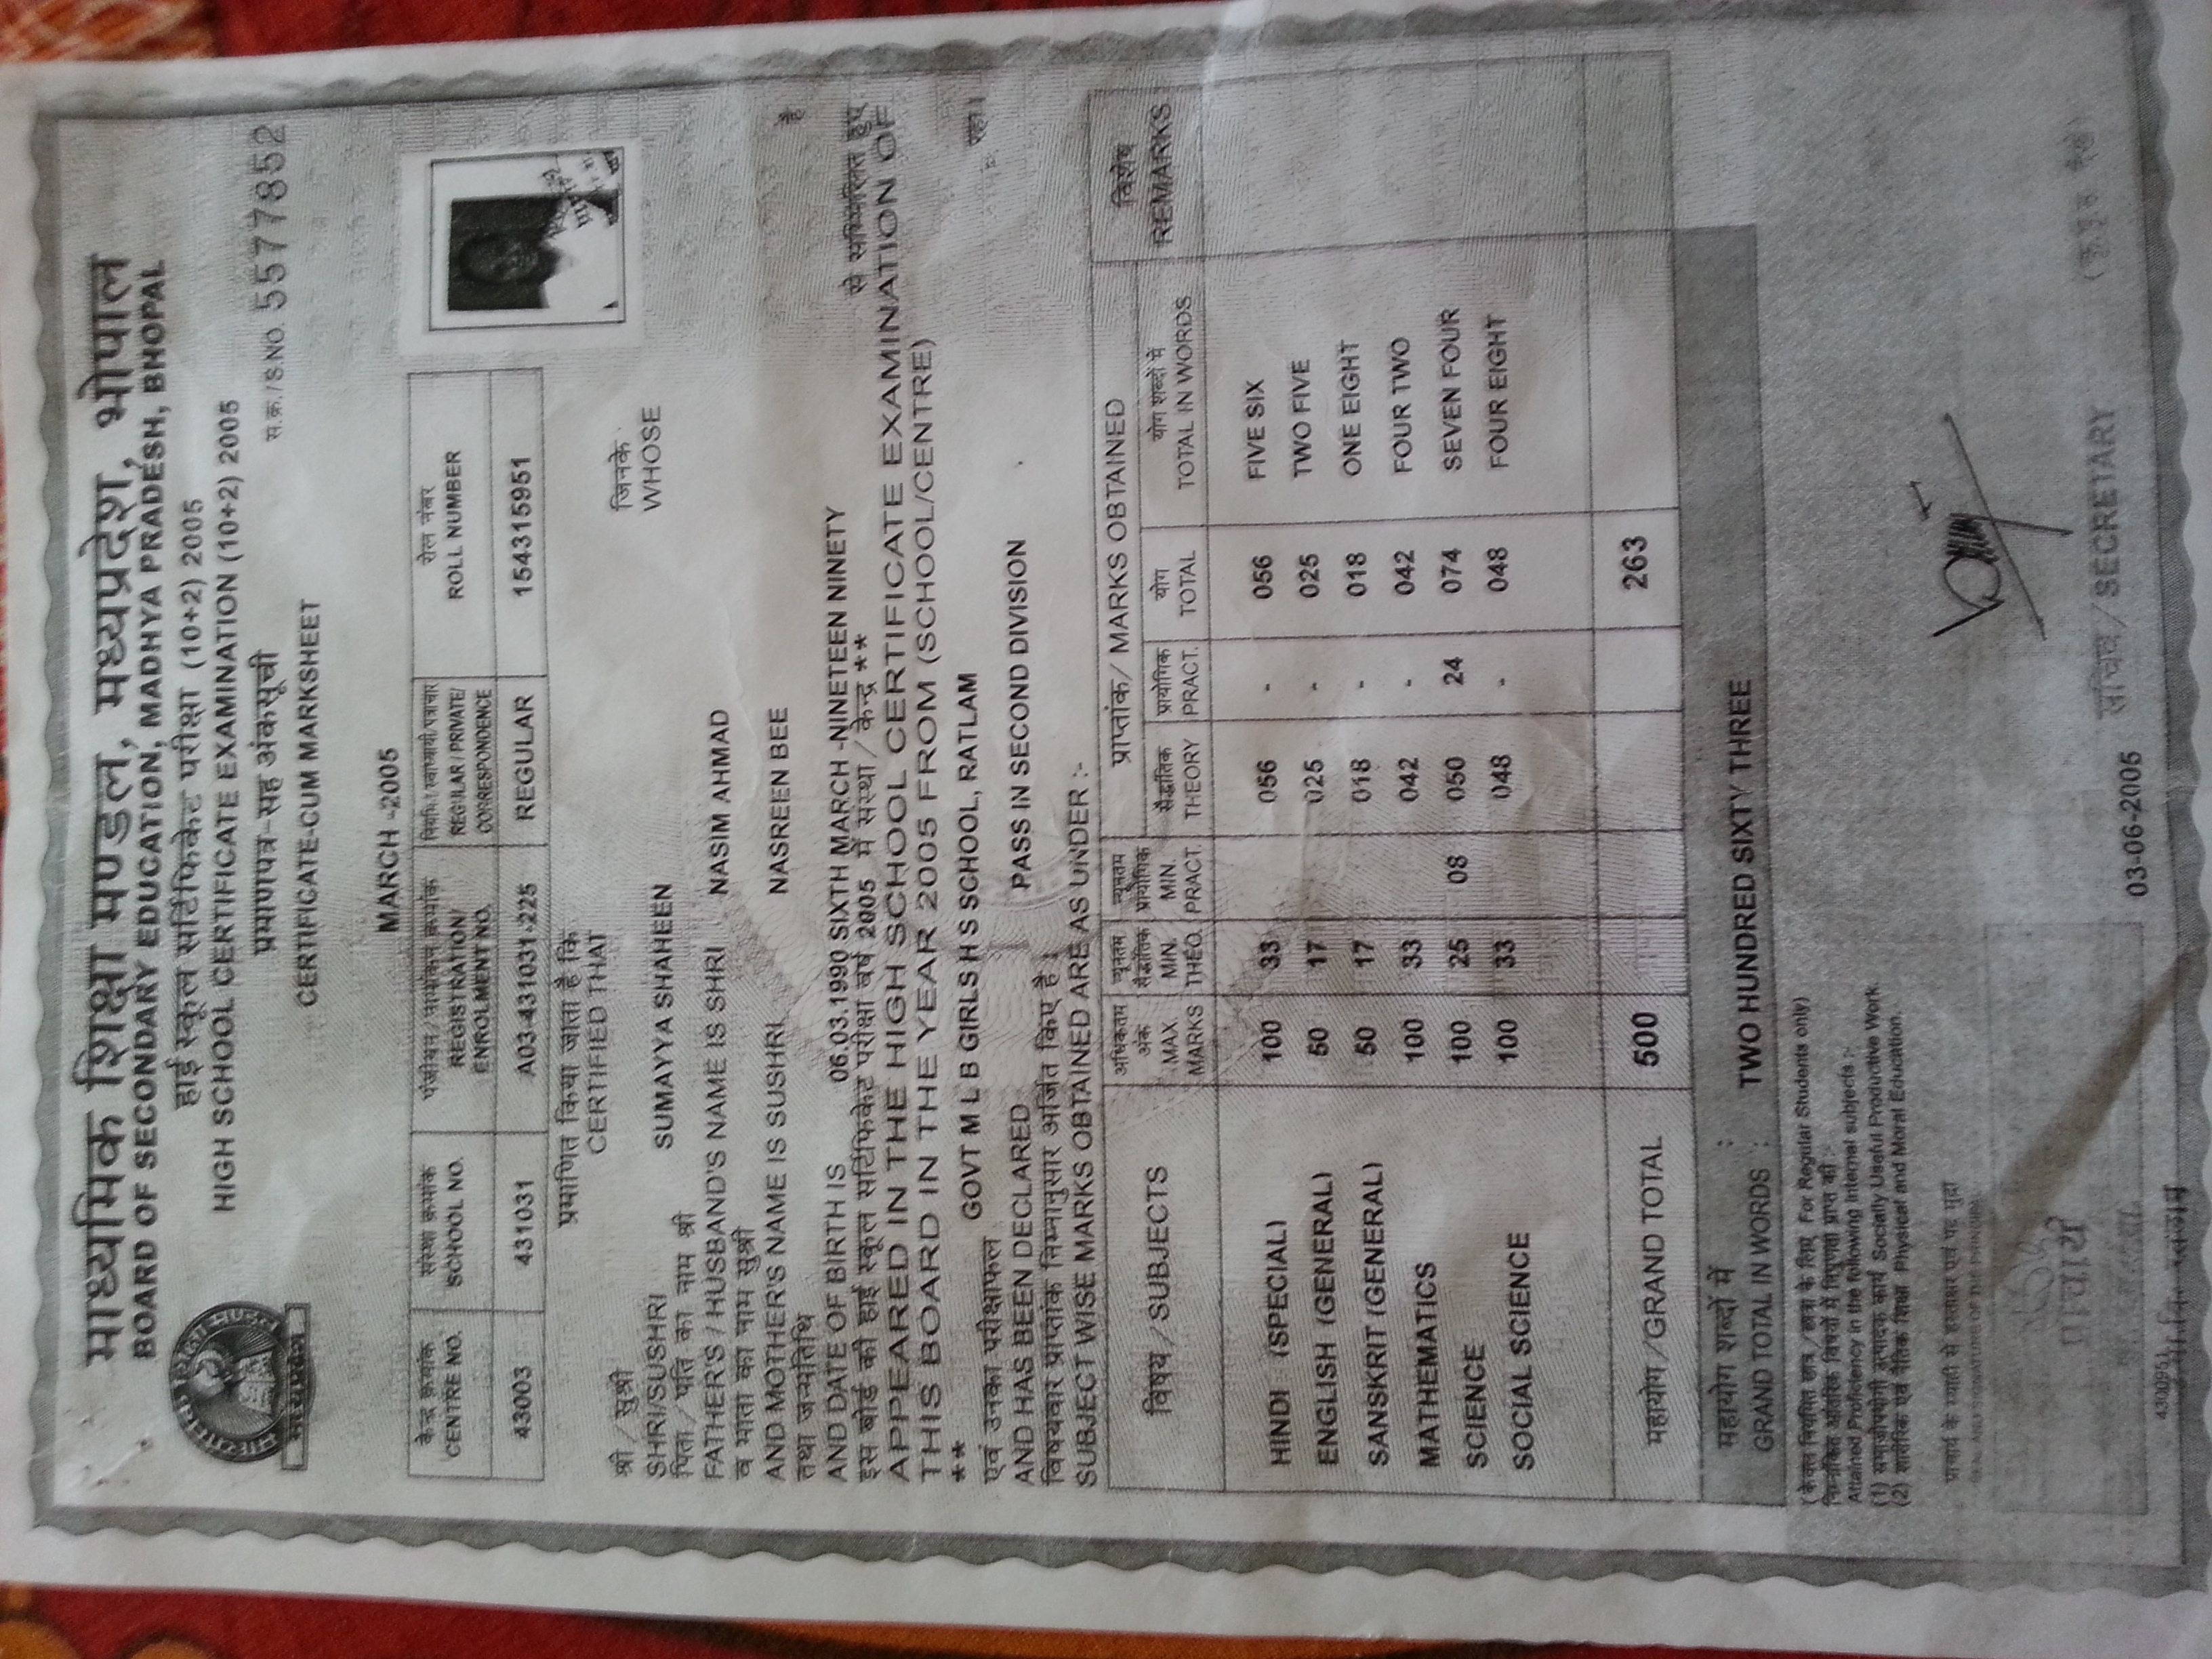 माध्यमिक शिक्षा मण्डल, मध्यप्रदेश, भोपाल
BOARD OF SECONDARY EDUCATION, MADHYA PRADESH, BHOPAL
हाई स्कूल सर्टिफिकेट परीक्षा (10+2) 2005
HIGH SCHOOL CERTIFICATE EXAMINATION (10+2) 2005
प्रमाणपत्र-सह अंकसूची
स.क्र./S.NO. 5577852
CERTIFICATE-CUM MARKSHEET
MARCH -2005
केन्द्र क्रमांक संस्था क्रमांक पंजीयन / नामांकन क्रमांक नियमित/स्वाध्यायी/पत्राचार रोल नंबर
CENTRE NO. SCHOOL NO. REGISTRATION/ ENROLMENT NO. REGULAR / PRIVATE/ CORRESPONDENCE ROLL NUMBER
43003 431031 A03-431031-225 REGULAR 154315951
प्रमाणित किया जाता है कि
CERTIFIED THAT
श्री / सुश्री जिनके
SHRI/SUSHRI SUMAYYA SHAHEEN WHOSE
पिता / पति का नाम श्री
FATHER'S / HUSBAND'S NAME IS SHRI NASIM AHMAD
व माता का नाम सुश्री
AND MOTHER'S NAME IS SUSHRI NASREEN BEE
तथा जन्मतिथि है
AND DATE OF BIRTH IS 06.03.1990 SIXTH MARCH -NINETEEN NINETY
इस बोर्ड की हाई स्कूल सर्टिफिकेट परीक्षा वर्ष 2005 में संस्था / केन्द्र ** से सम्मिलित हुए
APPEARED IN THE HIGH SCHOOL CERTIFICATE EXAMINATION OF
THIS BOARD IN THE YEAR 2005 FROM (SCHOOL/CENTRE)
** GOVT M L B GIRLS H S SCHOOL, RATLAM
एवं उनका परीक्षाफल रहा।
AND HAS BEEN DECLARED PASS IN SECOND DIVISION
विषयवार प्राप्तांक निम्नानुसार अर्जित किए है।
SUBJECT WISE MARKS OBTAINED ARE AS UNDER :-
विषय / SUBJECTS अधिकतम अंक MAX. MARKS न्यूनतम सैद्धांतिक MIN. THEO. न्यूनतम प्रायोगिक MIN. PRACT. प्राप्तांक / MARKS OBTAINED विशेष REMARKS
सैद्धांतिक THEORY प्रायोगिक PRACT. योग TOTAL योग शब्दों में TOTAL IN WORDS
HINDI (SPECIAL) 100 33 056 - 056 FIVE SIX
ENGLISH (GENERAL) 50 17 025 - 025 TWO FIVE
SANSKRIT (GENERAL) 50 17 018 - 018 ONE EIGHT
MATHEMATICS 100 33 042 - 042 FOUR TWO
SCIENCE 100 25 08 050 24 074 SEVEN FOUR
SOCIAL SCIENCE 100 33 048 - 048 FOUR EIGHT
महायोग / GRAND TOTAL 500 263
महायोग शब्दों में :
GRAND TOTAL IN WORDS : TWO HUNDRED SIXTY THREE
(केवल नियमित छात्र / छात्रा के लिए For Regular Students only)
निम्नांकित आंतरिक विषयों में निपुणता प्राप्त की :-
Attained Proficiency in the following internal subjects :-
(1) समाजोपयोगी उत्पादक कार्य Socially Useful Productive Work.
(2) शारीरिक एवं नैतिक शिक्षा Physical and Moral Education.
प्राचार्य के स्याही से हस्ताक्षर एवं पद मुद्रा
प्राचार्य
4300951
03-06-2005
सचिव / SECRETARY